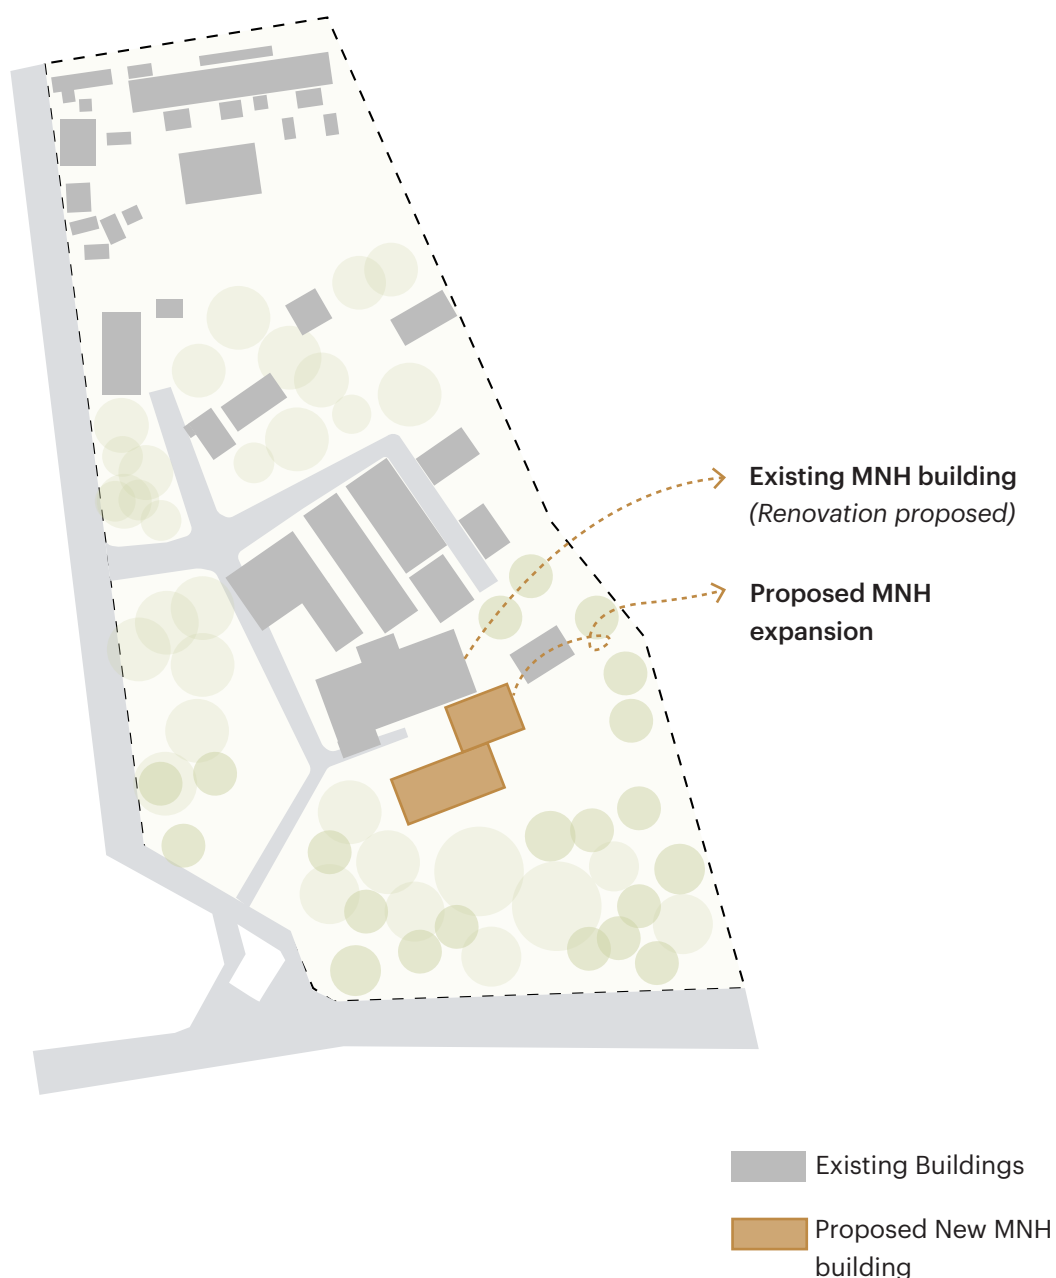 Existing MNH building
(Renovation proposed)
Proposed MNH
expansion
Existing Buildings
Proposed New MNH
building